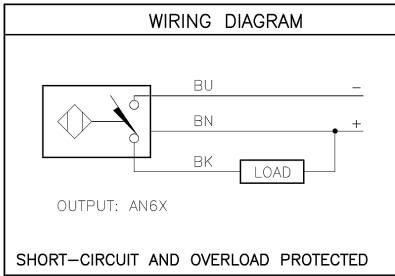 WIRING DIAGRAM
BU −
BN +
BK
LOAD
OUTPUT: AN6X
SHORT−CIRCUIT AND OVERLOAD PROTECTED